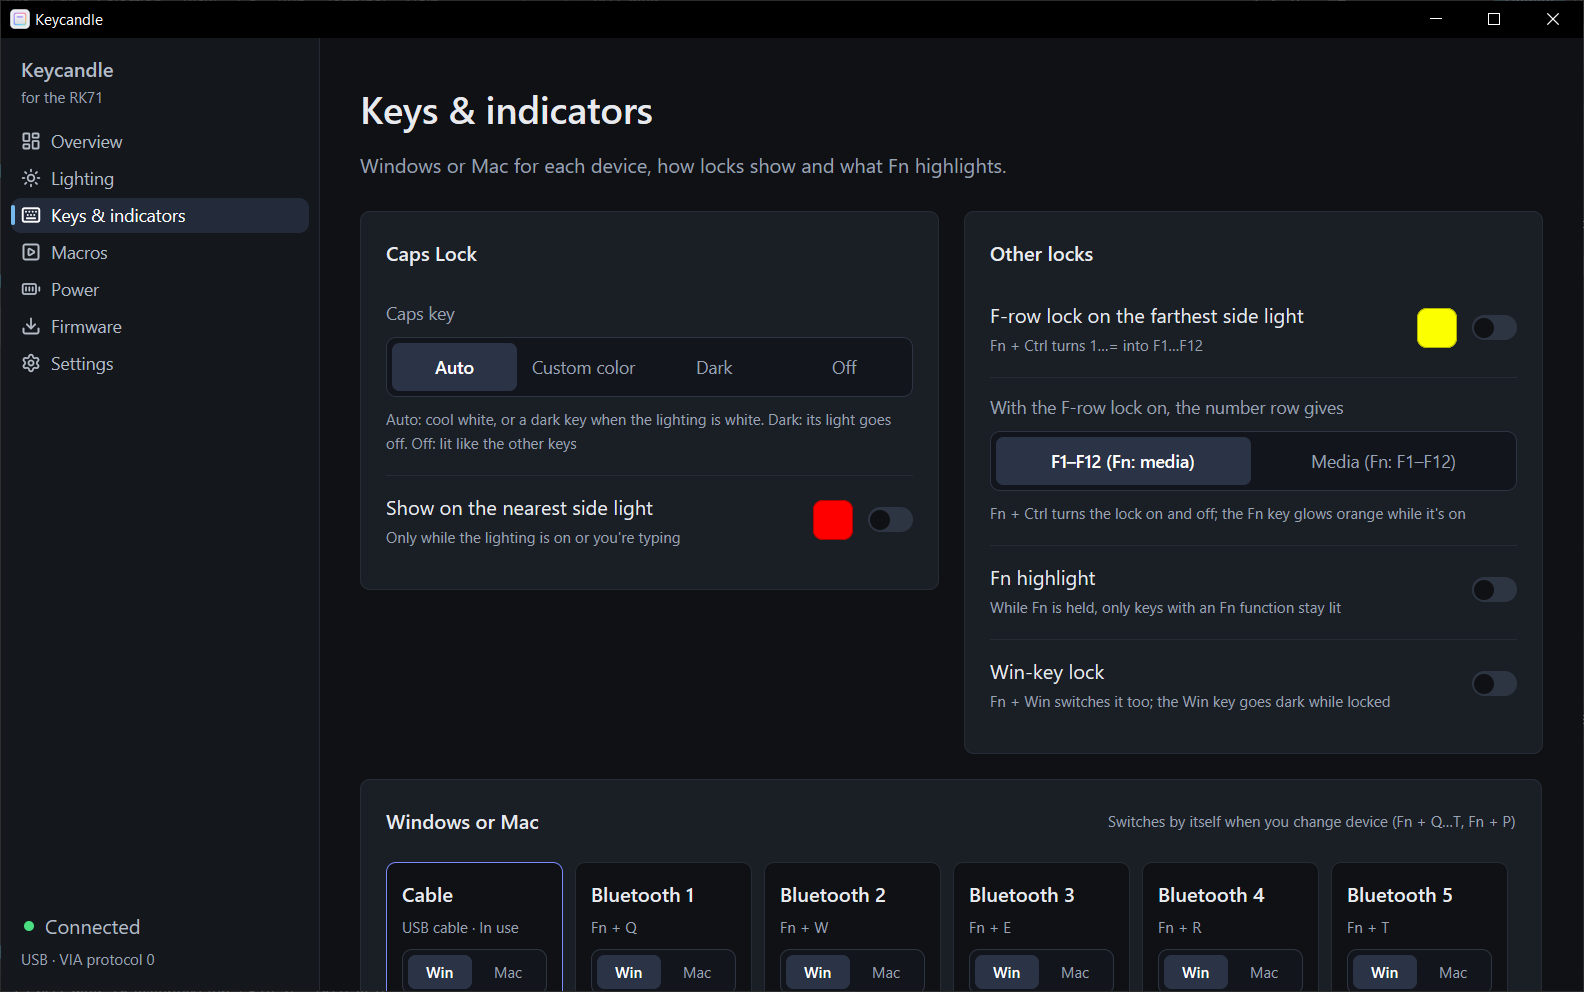 Keycandle
Keycandle
for the RK71
Overview
Lighting
Keys & indicators
Macros
Power
Firmware
Settings
Connected
USB · VIA protocol 0
Keys & indicators
Windows or Mac for each device, how locks show and what Fn highlights.
Caps Lock
Caps key
Auto Custom color Dark Off
Auto: cool white, or a dark key when the lighting is white. Dark: its light goes
off. Off: lit like the other keys
Show on the nearest side light
Only while the lighting is on or you're typing
Other locks
F-row lock on the farthest side light
Fn + Ctrl turns 1...= into F1...F12
With the F-row lock on, the number row gives
F1–F12 (Fn: media) Media (Fn: F1–F12)
Fn + Ctrl turns the lock on and off; the Fn key glows orange while it's on
Fn highlight
While Fn is held, only keys with an Fn function stay lit
Win-key lock
Fn + Win switches it too; the Win key goes dark while locked
Windows or Mac
Switches by itself when you change device (Fn + Q...T, Fn + P)
Cable
USB cable · In use
Win Mac
Bluetooth 1
Fn + Q
Win Mac
Bluetooth 2
Fn + W
Win Mac
Bluetooth 3
Fn + E
Win Mac
Bluetooth 4
Fn + R
Win Mac
Bluetooth 5
Fn + T
Win Mac